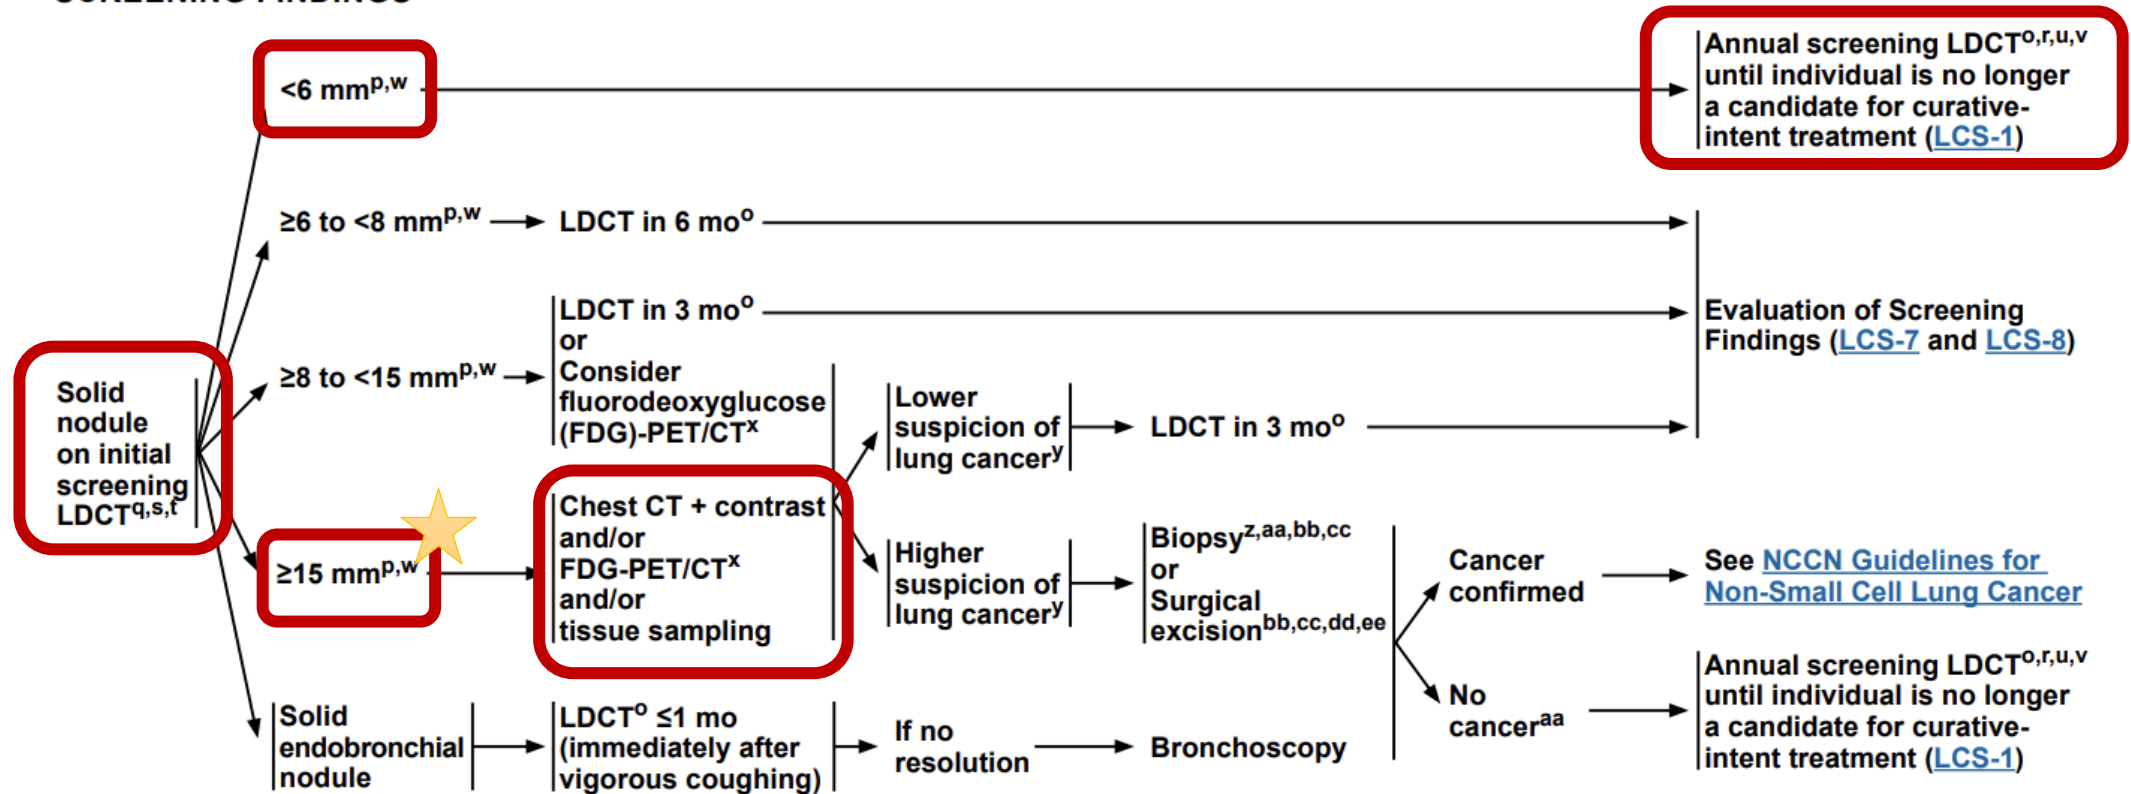 SCREENING FINDINGS
<6 mmp,w
Annual screening LDCTo,r,u,v
until individual is no longer
a candidate for curative-
intent treatment (LCS-1)
≥6 to <8 mmp,w
LDCT in 6 moo
≥8 to <15 mmp,w
LDCT in 3 moo
or
Consider
fluorodeoxyglucose
(FDG)-PET/CTx
Evaluation of Screening
Findings (LCS-7 and LCS-8)
Solid
nodule
on initial
screening
LDCTq,s,t
Lower
suspicion of
lung cancery
LDCT in 3 moo
≥15 mmp,w
Chest CT + contrast
and/or
FDG-PET/CTx
and/or
tissue sampling
Higher
suspicion of
lung cancery
Biopsyz,aa,bb,cc
or
Surgical
excisionbb,cc,dd,ee
Cancer
confirmed
See NCCN Guidelines for
Non-Small Cell Lung Cancer
No
canceraa
Annual screening LDCTo,r,u,v
until individual is no longer
a candidate for curative-
intent treatment (LCS-1)
Solid
endobronchial
nodule
LDCTo ≤1 mo
(immediately after
vigorous coughing)
If no
resolution
Bronchoscopy